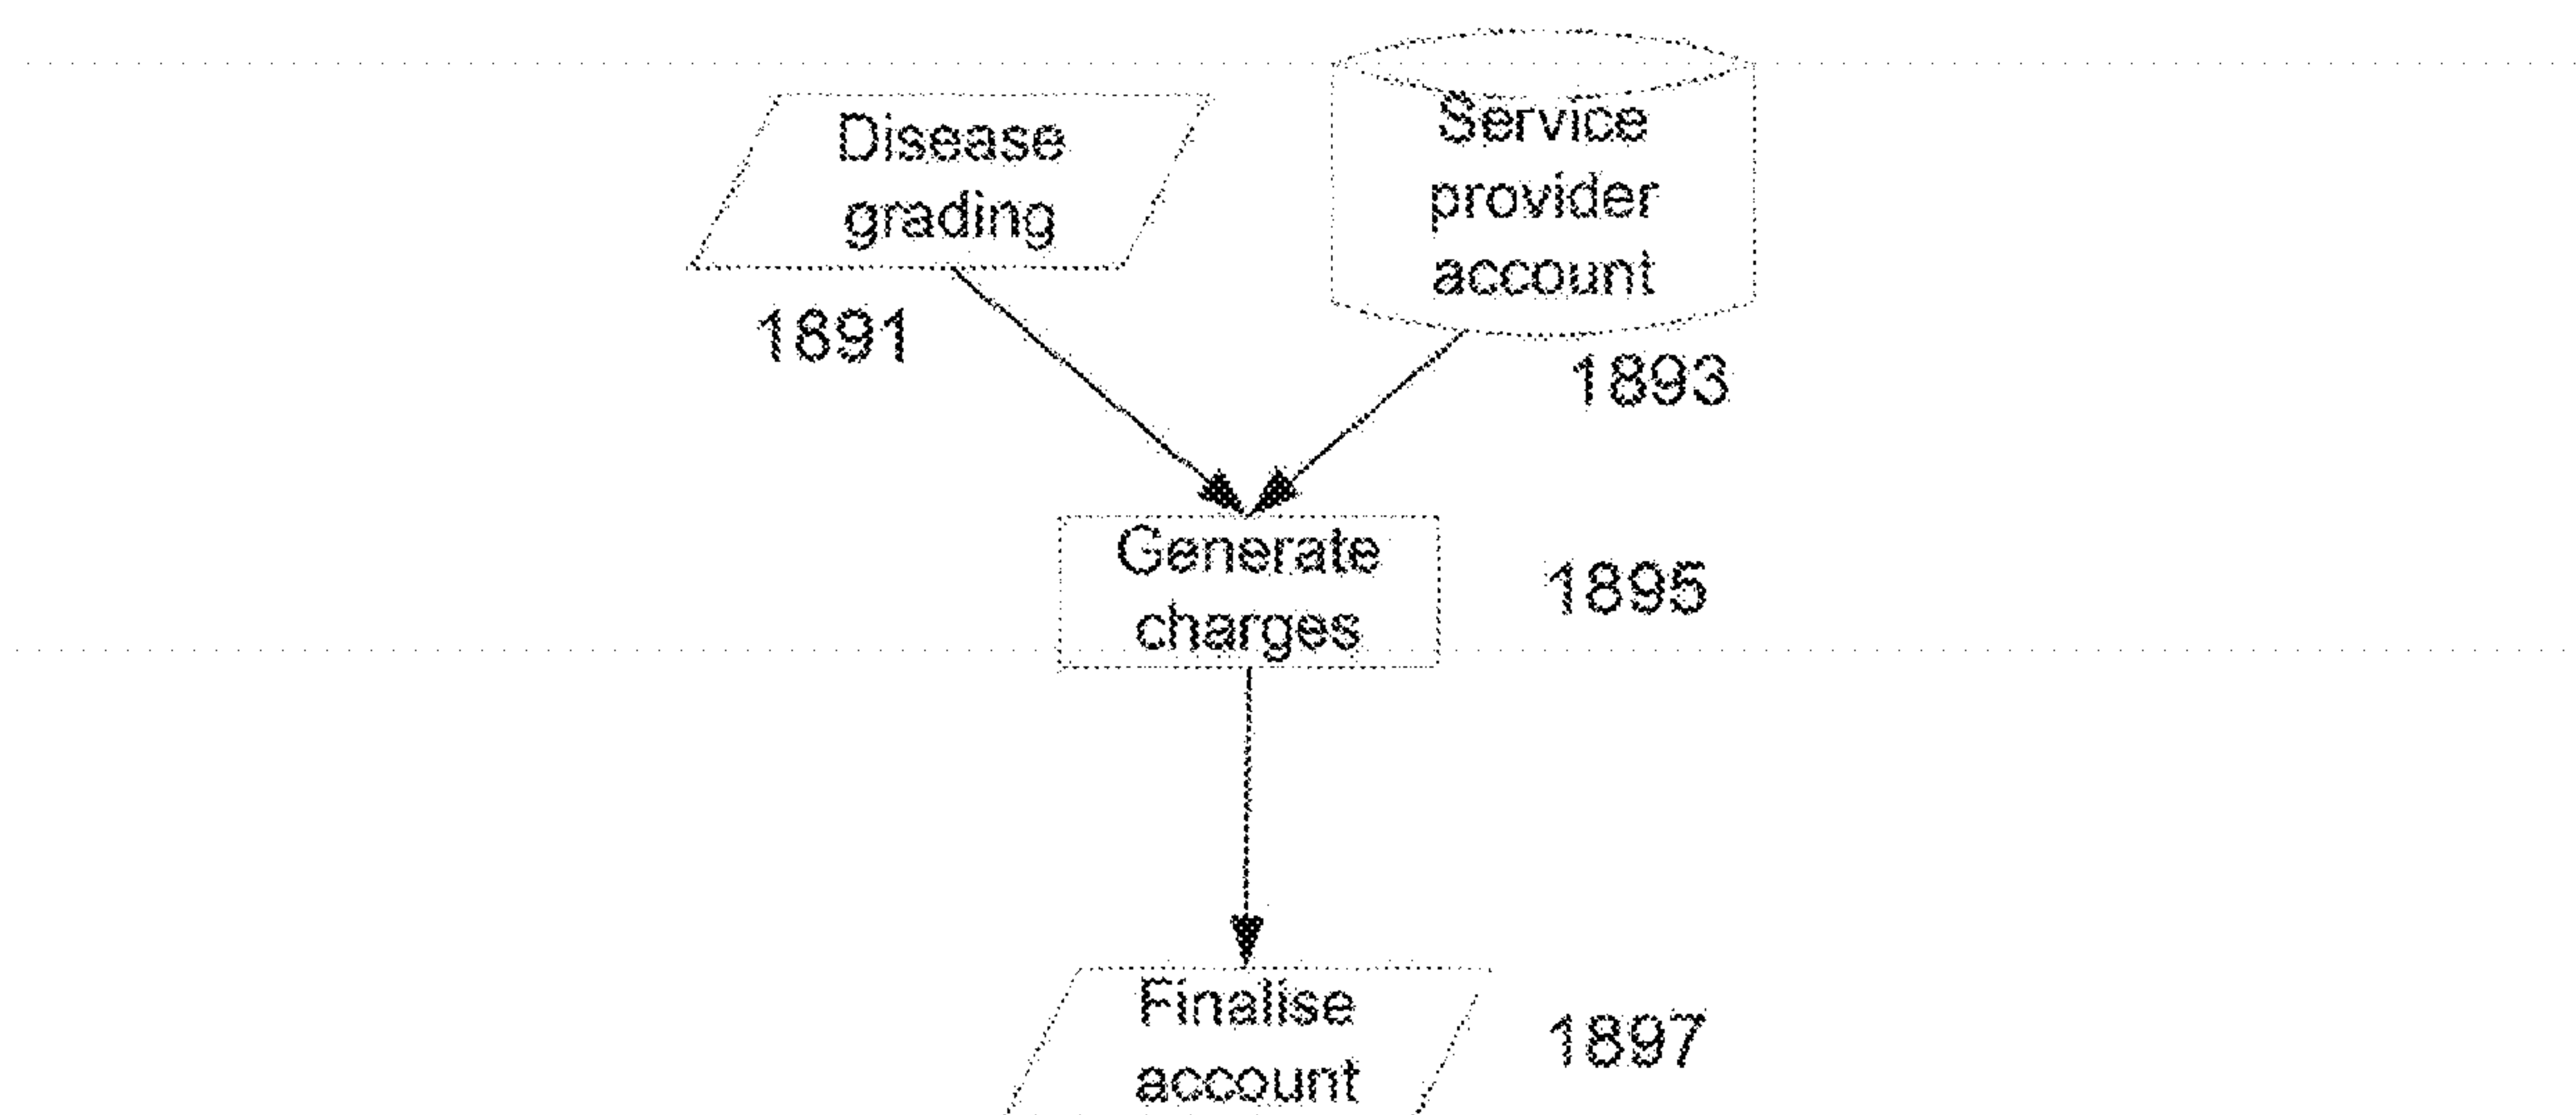 Disease
grading
1891
Service
provider
account
1893
Generate
charges
1895
Finalise
account
1897